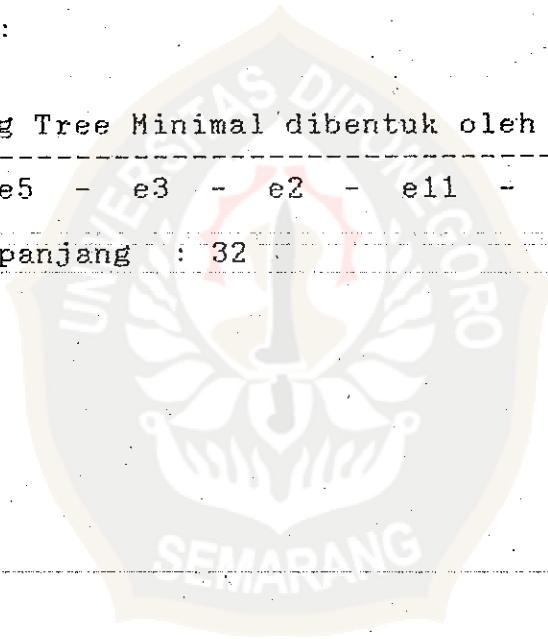 :
g Tree Minimal dibentuk oleh
e5 - e3 - e2 - e11 -
panjang : 32
UNIVERSITAS DIPONEGORO
SEMARANG